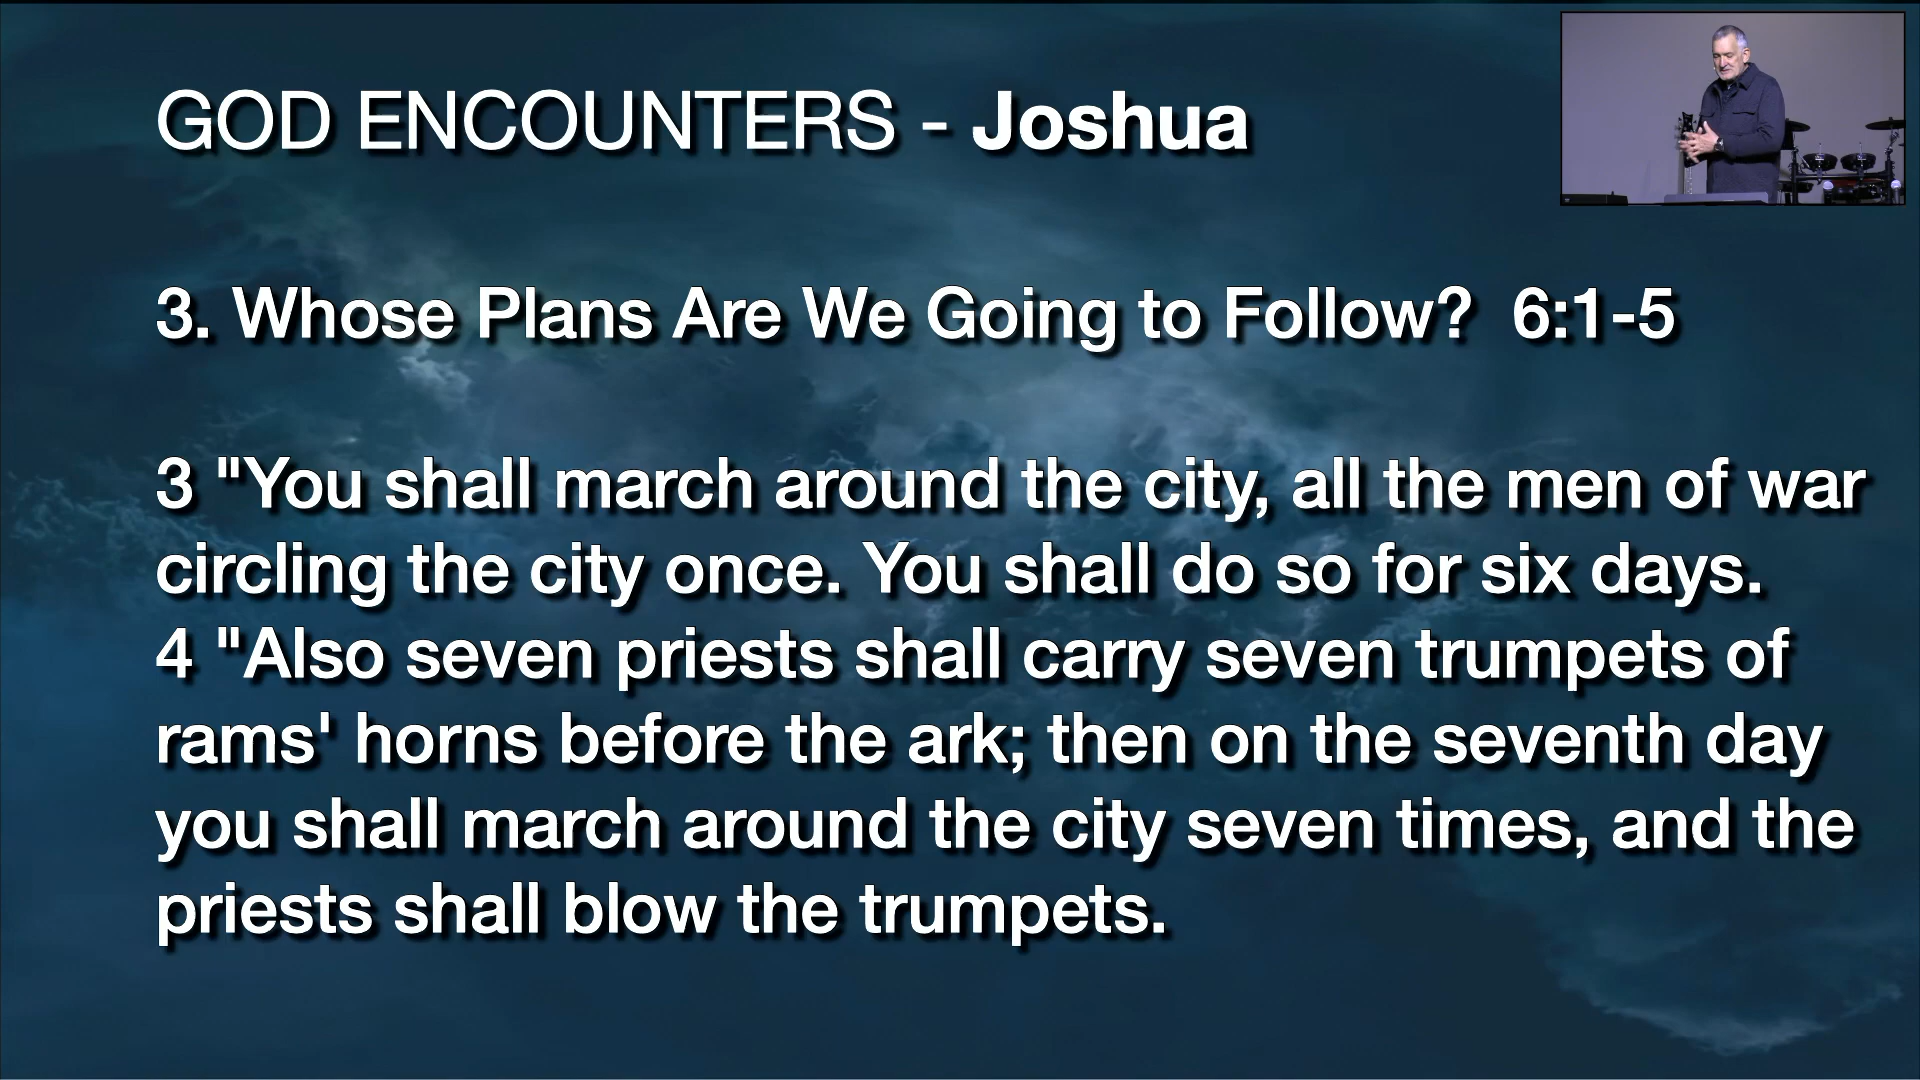 GOD ENCOUNTERS - Joshua
3. Whose Plans Are We Going to Follow?  6:1-5
3 "You shall march around the city, all the men of war
circling the city once. You shall do so for six days.
4 "Also seven priests shall carry seven trumpets of
rams' horns before the ark; then on the seventh day
you shall march around the city seven times, and the
priests shall blow the trumpets.